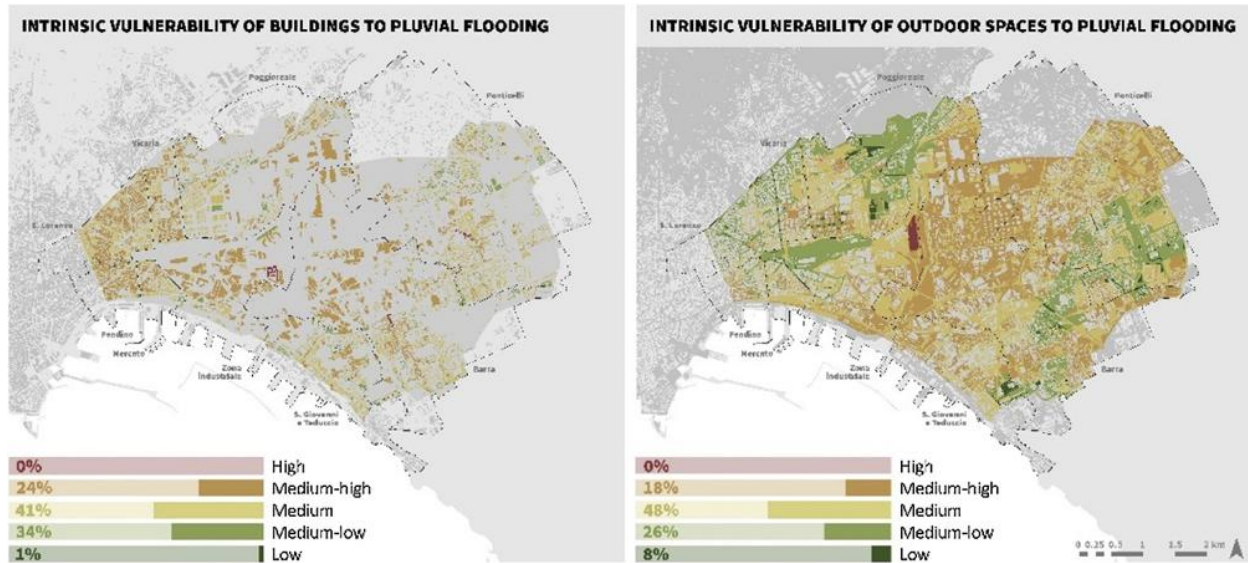 INTRINSIC VULNERABILITY OF BUILDINGS TO PLUVIAL FLOODING
Poggioreale
Ponticelli
Vicaria
S. Lorenzo
Pendino
Mercato
Zona
Industriale
Barra
S. Giovanni
a Teduccio
0% High
24% Medium-high
41% Medium
34% Medium-low
1% Low
INTRINSIC VULNERABILITY OF OUTDOOR SPACES TO PLUVIAL FLOODING
Poggioreale
Ponticelli
Vicaria
S. Lorenzo
Pendino
Mercato
Zona
Industriale
Barra
S. Giovanni
a Teduccio
0% High
18% Medium-high
48% Medium
26% Medium-low
8% Low
0 0.25 0.5 1 1.5 2 km